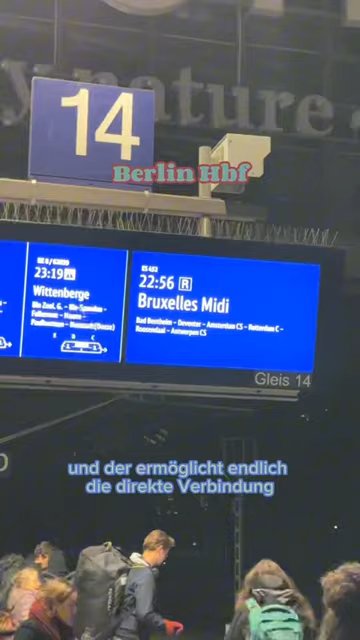 nature
14
Berlin Hbf
23:19
Wittenberge
ES 452
22:56 R
Bruxelles Midi
Bad Bentheim – Deventer – Amsterdam CS – Rotterdam C –
Roosendaal – Antwerpen CS
Gleis 14
und der ermöglicht endlich
die direkte Verbindung